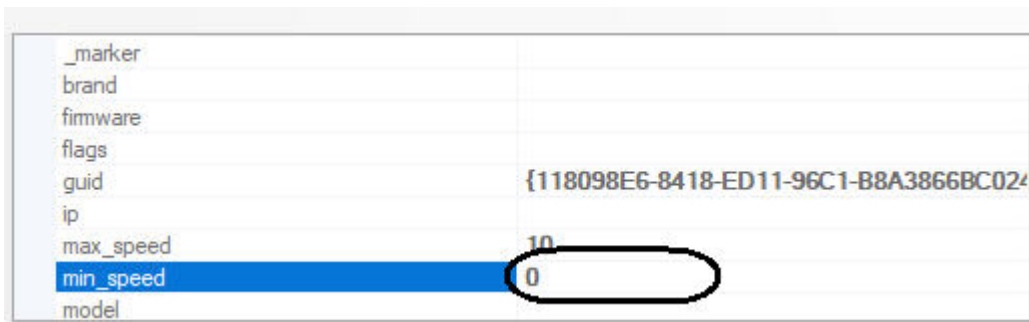 _marker
brand
firmware
flags
guid {118098E6-8418-ED11-96C1-B8A3866BC024
ip
max_speed 10
min_speed 0
model